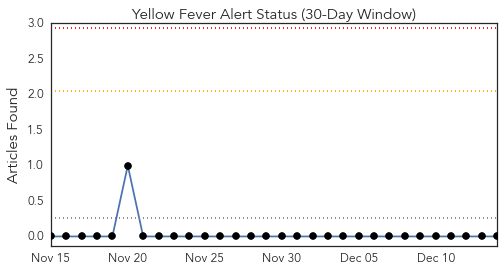 Yellow Fever Alert Status (30-Day Window)
Articles Found
3.0
2.5
2.0
1.5
1.0
0.5
0.0
Nov 15 Nov 20 Nov 25 Nov 30 Dec 05 Dec 10